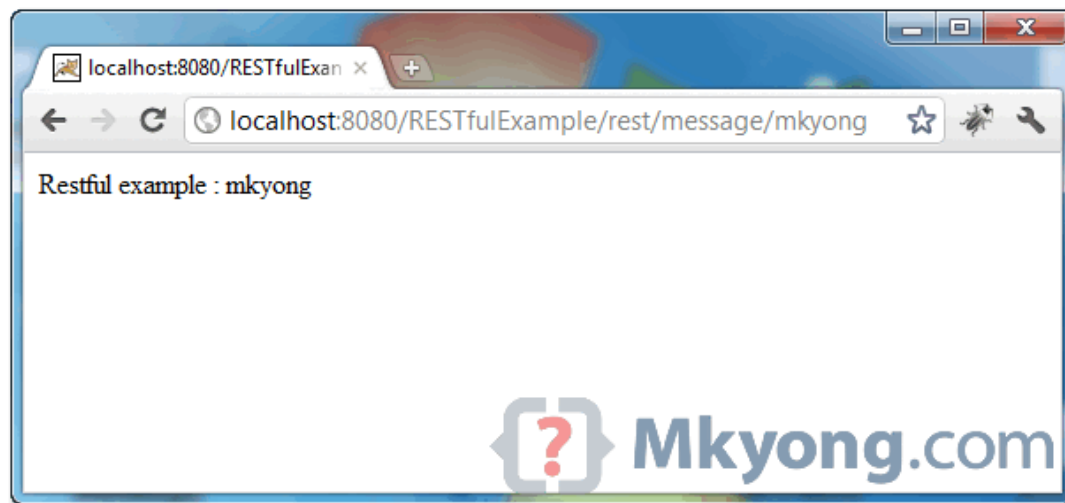 localhost:8080/RESTfulExan
localhost:8080/RESTfulExample/rest/message/mkyong
Restful example : mkyong
{?} Mkyong.com